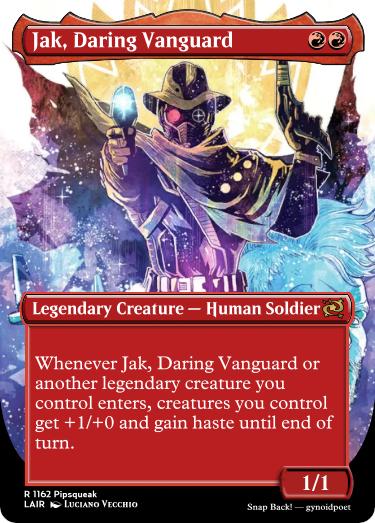 Jak, Daring Vanguard
Legendary Creature — Human Soldier
Whenever Jak, Daring Vanguard or
another legendary creature you
control enters, creatures you control
get +1/+0 and gain haste until end of
turn.
1/1
R 1162 Pipsqueak
LAIR Luciano Vecchio
Snap Back! — gynoidpoet